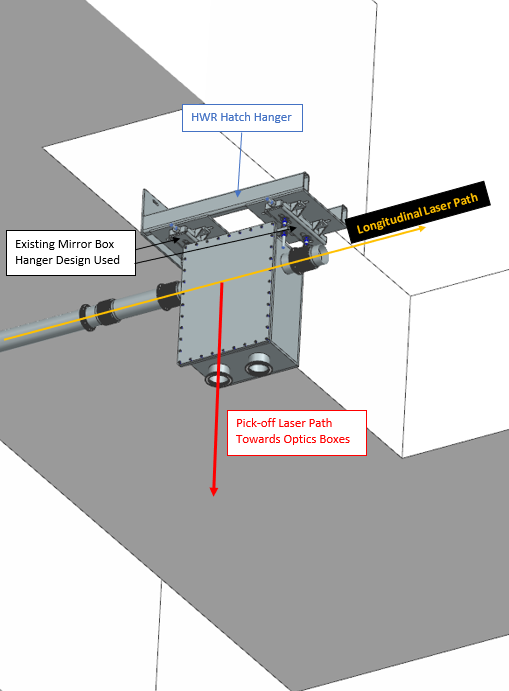 HWR Hatch Hanger
Longitudinal Laser Path
Existing Mirror Box
Hanger Design Used
Pick-off Laser Path
Towards Optics Boxes